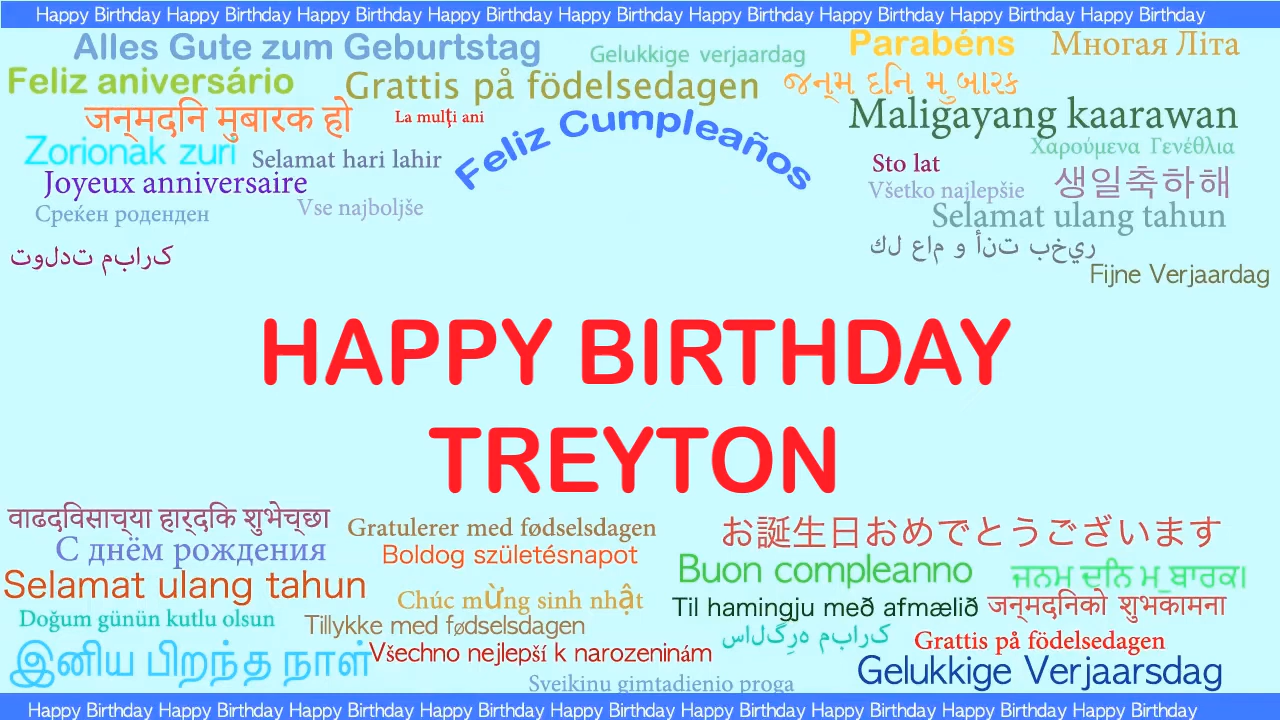 Happy Birthday Happy Birthday Happy Birthday Happy Birthday Happy Birthday Happy Birthday Happy Birthday Happy Birthday Happy Birthday
Alles Gute zum Geburtstag
Gelukkige verjaardag
Parabéns
Многая Літа
Feliz aniversário
Grattis på födelsedagen
જન્મ દિન મુબારક
जन्मदिन मुबारक हो
La mulţi ani
Feliz Cumpleaños
Maligayang kaarawan
Zorionak zuri
Selamat hari lahir
Χαρούμενα Γενέθλια
Sto lat
Joyeux anniversaire
Všetko najlepšie
생일축하해
Среќен роденден
Vse najboljše
Selamat ulang tahun
تولدت مبارک
كل عام و أنت بخير
Fijne Verjaardag
HAPPY BIRTHDAY
TREYTON
वाढदिवसाच्या हार्दिक शुभेच्छा
Gratulerer med fødselsdagen
お誕生日おめでとうございます
С днём рождения
Boldog születésnapot
Buon compleanno
ਜਨਮ ਦਿਨ ਮੁਬਾਰਕ।
Selamat ulang tahun
Chúc mừng sinh nhật
Til hamingju með afmælið
जन्मदिनको शुभकामना
Doğum günün kutlu olsun
Tillykke med fødselsdagen
سالگرہ مبارک
Grattis på födelsedagen
இனிய பிறந்த நாள்
Všechno nejlepší k narozeninám
Gelukkige Verjaarsdag
Sveikinu gimtadienio proga
Happy Birthday Happy Birthday Happy Birthday Happy Birthday Happy Birthday Happy Birthday Happy Birthday Happy Birthday Happy Birthday